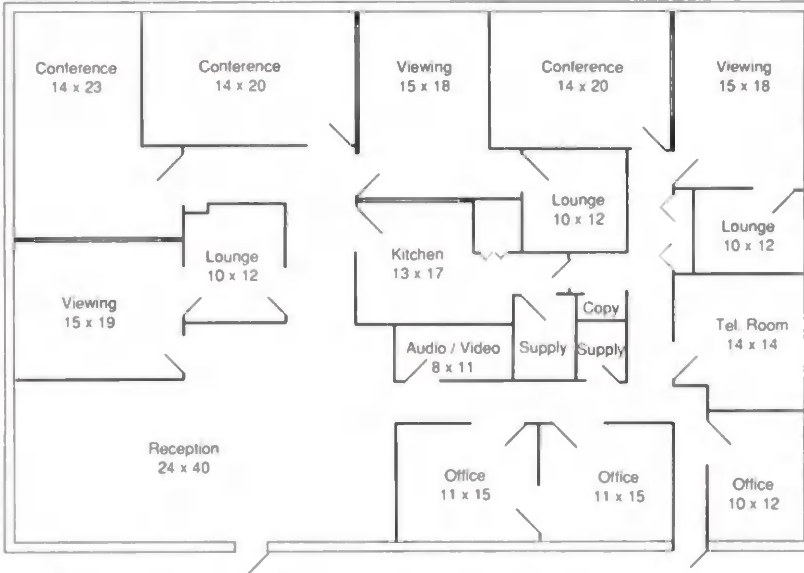 Conference
14 x 23
Conference
14 x 20
Viewing
15 x 18
Conference
14 x 20
Viewing
15 x 18
Lounge
10 x 12
Lounge
10 x 12
Kitchen
13 x 17
Lounge
10 x 12
Viewing
15 x 19
Copy
Tel. Room
14 x 14
Audio / Video
8 x 11
Supply
Supply
Reception
24 x 40
Office
11 x 15
Office
11 x 15
Office
10 x 12